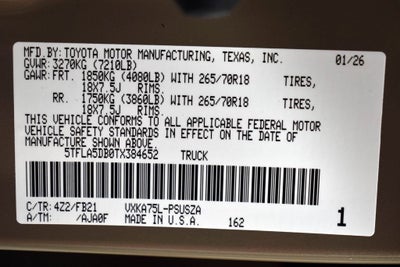 MFD.BY: TOYOTA MOTOR MANUFACTURING, TEXAS, INC. 01/26
GVWR: 3270KG (7210LB)
GAWR: FRT. 1850KG (4080LB) WITH 265/70R18 TIRES,
18X7.5J RIMS.
RR. 1750KG (3860LB) WITH 265/70R18 TIRES,
18X7.5J RIMS.
THIS VEHICLE CONFORMS TO ALL APPLICABLE FEDERAL MOTOR
VEHICLE SAFETY STANDARDS IN EFFECT ON THE DATE OF
MANUFACTURE SHOWN ABOVE.
5TFLA5DB0TX384652 TRUCK
C/TR: 4Z2/FB21 VXKA75L-PSUSZA
A/TM: /AJA0F MADE IN U.S.A. 162 1